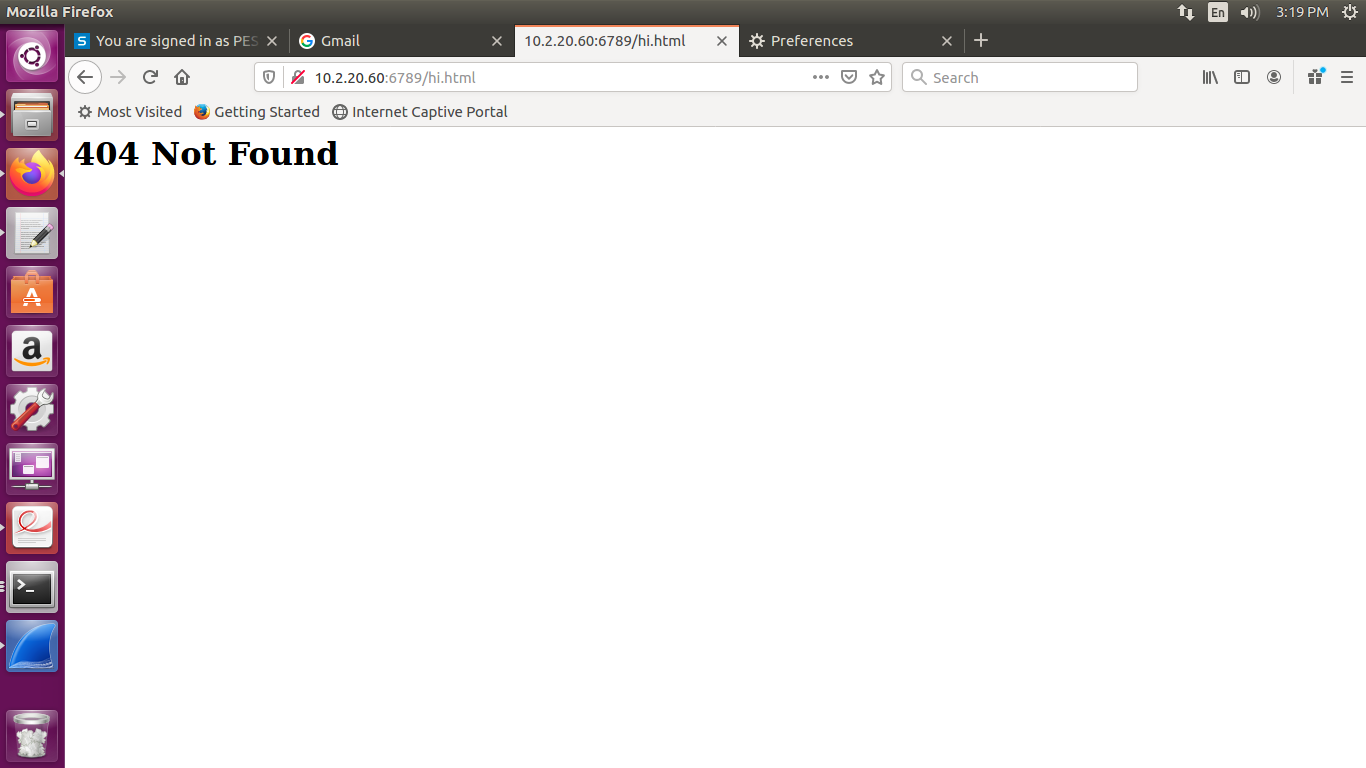 Mozilla Firefox
En
3:19 PM
You are signed in as PES
Gmail
10.2.20.60:6789/hi.html
Preferences
10.2.20.60:6789/hi.html
Search
Most Visited
Getting Started
Internet Captive Portal
404 Not Found